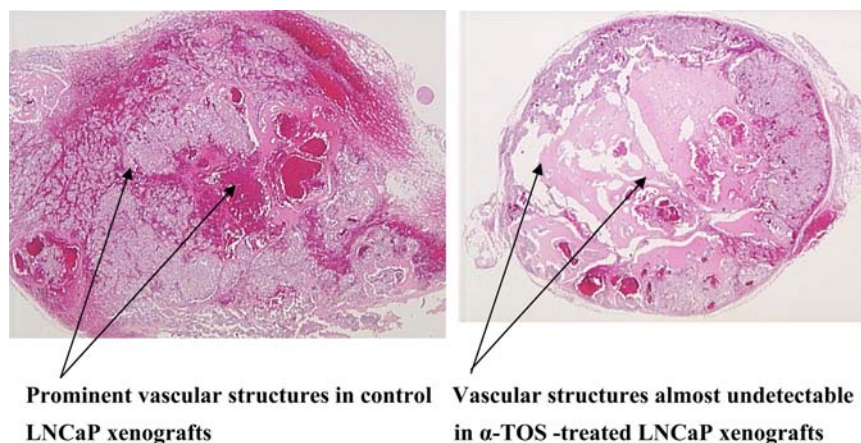 Prominent vascular structures in control
LNCaP xenografts
Vascular structures almost undetectable
in α-TOS -treated LNCaP xenografts